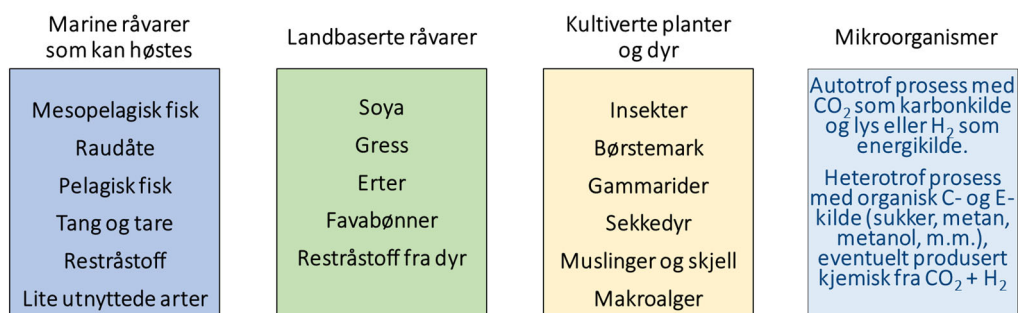 Marine råvarer
som kan høstes
Mesopelagisk fisk
Raudåte
Pelagisk fisk
Tang og tare
Restråstoff
Lite utnyttede arter
Landbaserte råvarer
Soya
Gress
Erter
Favabønner
Restråstoff fra dyr
Kultiverte planter
og dyr
Insekter
Børstemark
Gammarider
Sekkedyr
Muslinger og skjell
Makroalger
Mikroorganismer
Autotrof prosess med
CO₂ som karbonkilde
og lys eller H₂ som
energikilde.
Heterotrof prosess
med organisk C- og E-
kilde (sukker, metan,
metanol, m.m.),
eventuelt produsert
kjemisk fra CO₂ + H₂